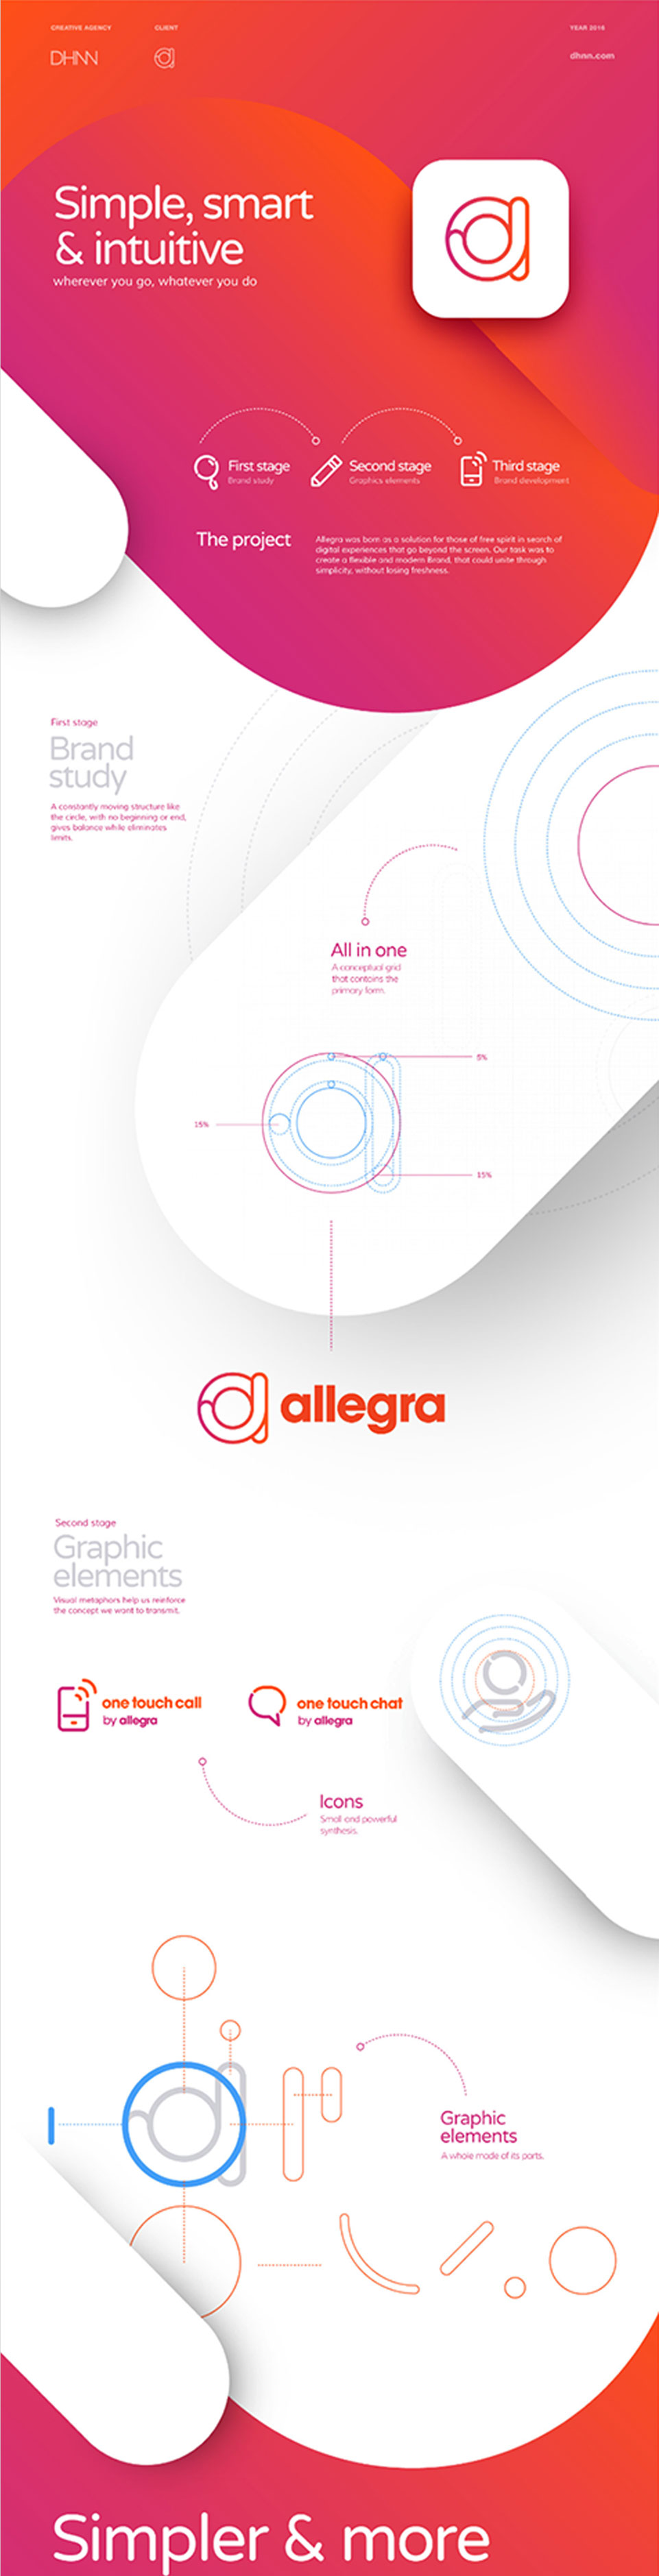 CREATIVE AGENCY
CLIENT
YEAR 2016
DHNN
dhnn.com
Simple, smart
& intuitive
wherever you go, whatever you do
First stage
Brand study
Second stage
Graphics elements
Third stage
Brand development
The project
Allegra was born as a solution for those of free spirit in search of
digital experiences that go beyond the screen. Our task was to
create a flexible and modern Brand, that could unite through
simplicity, without losing freshness.
First stage
Brand
study
A constantly moving structure like
the circle, with no beginning or end,
gives balance while eliminates
limits.
All in one
A conceptual grid
that contains the
primary form.
5%
15%
15%
allegra
Second stage
Graphic
elements
Visual metaphors help us reinforce
the concept we want to transmit.
one touch call
by allegra
one touch chat
by allegra
Icons
Small and powerful
synthesis.
Graphic
elements
A whole made of its parts.
Simpler & more